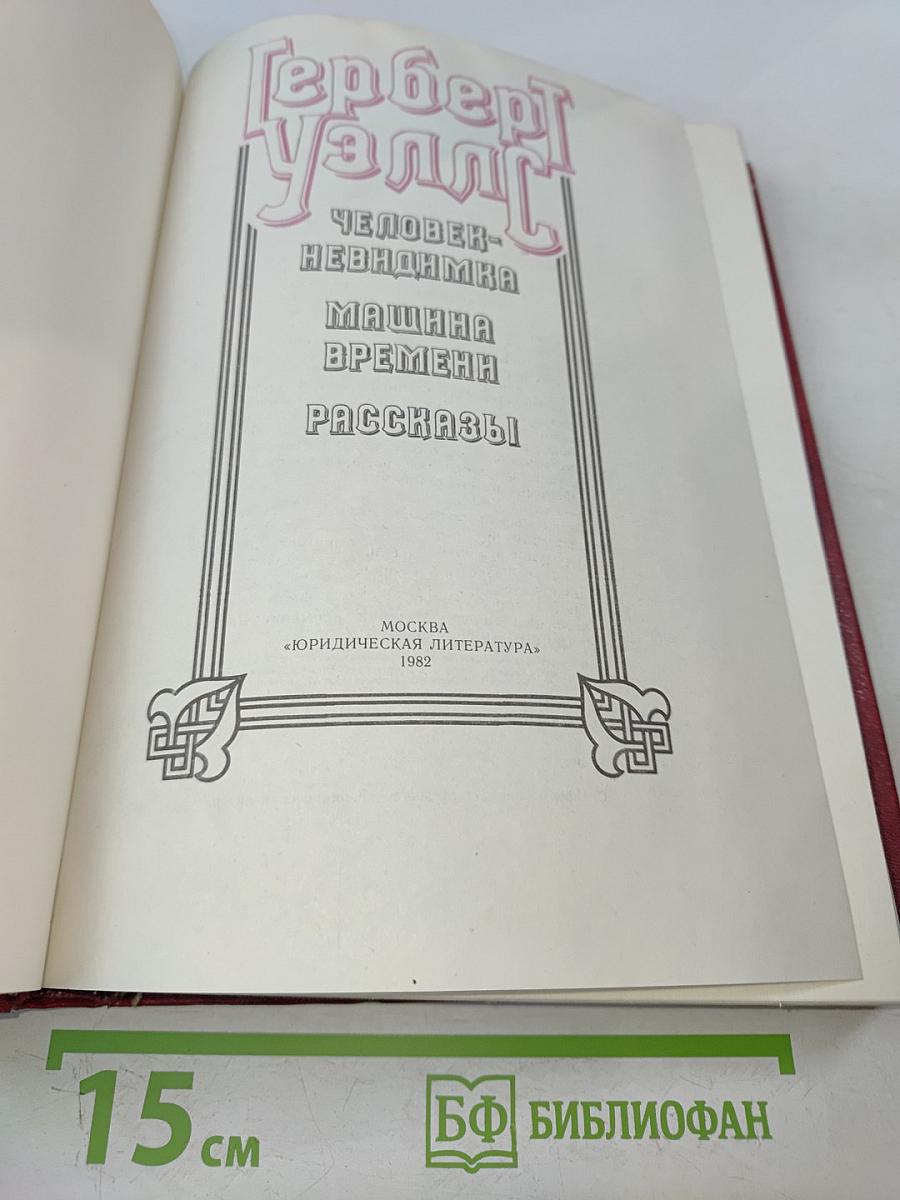 Герберт
Уэллс
ЧЕЛОВЕК-
НЕВИДИМКА
МАШИНА
ВРЕМЕНИ
РАССКАЗЫ
МОСКВА
«ЮРИДИЧЕСКАЯ ЛИТЕРАТУРА»
1982
15 см
БФ БИБЛИОФАН